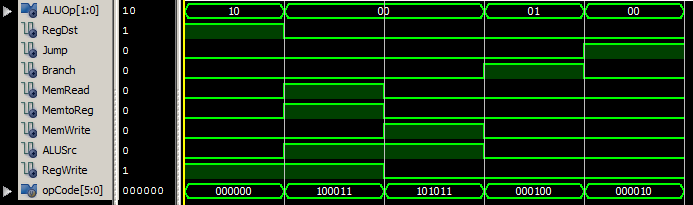 ALUOp[1:0] 10 10 00 01 00
RegDst 1
Jump 0
Branch 0
MemRead 0
MemtoReg 0
MemWrite 0
ALUSrc 0
RegWrite 1
opCode[5:0] 000000 000000 100011 101011 000100 000010